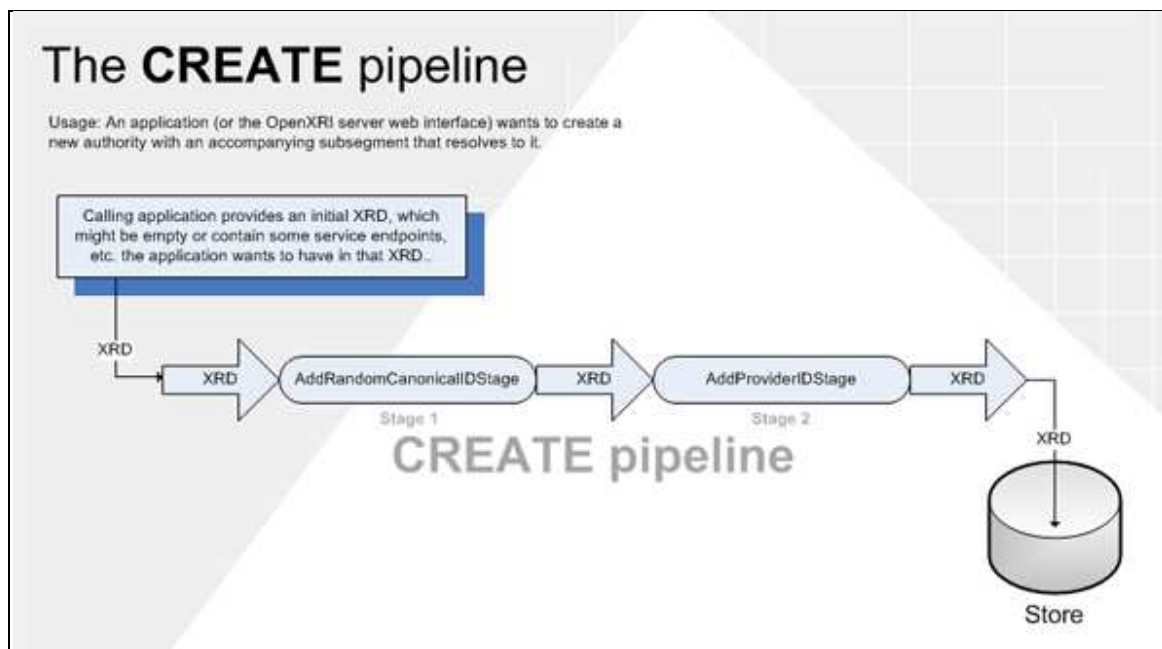 The CREATE pipeline
Usage: An application (or the OpenXRI server web interface) wants to create a
new authority with an accompanying subsegment that resolves to it.
Calling application provides an initial XRD, which
might be empty or contain some service endpoints,
etc. the application wants to have in that XRD..
XRD
XRD
AddRandomCanonicalIDStage
XRD
AddProviderIDStage
XRD
Stage 1
Stage 2
CREATE pipeline
XRD
Store